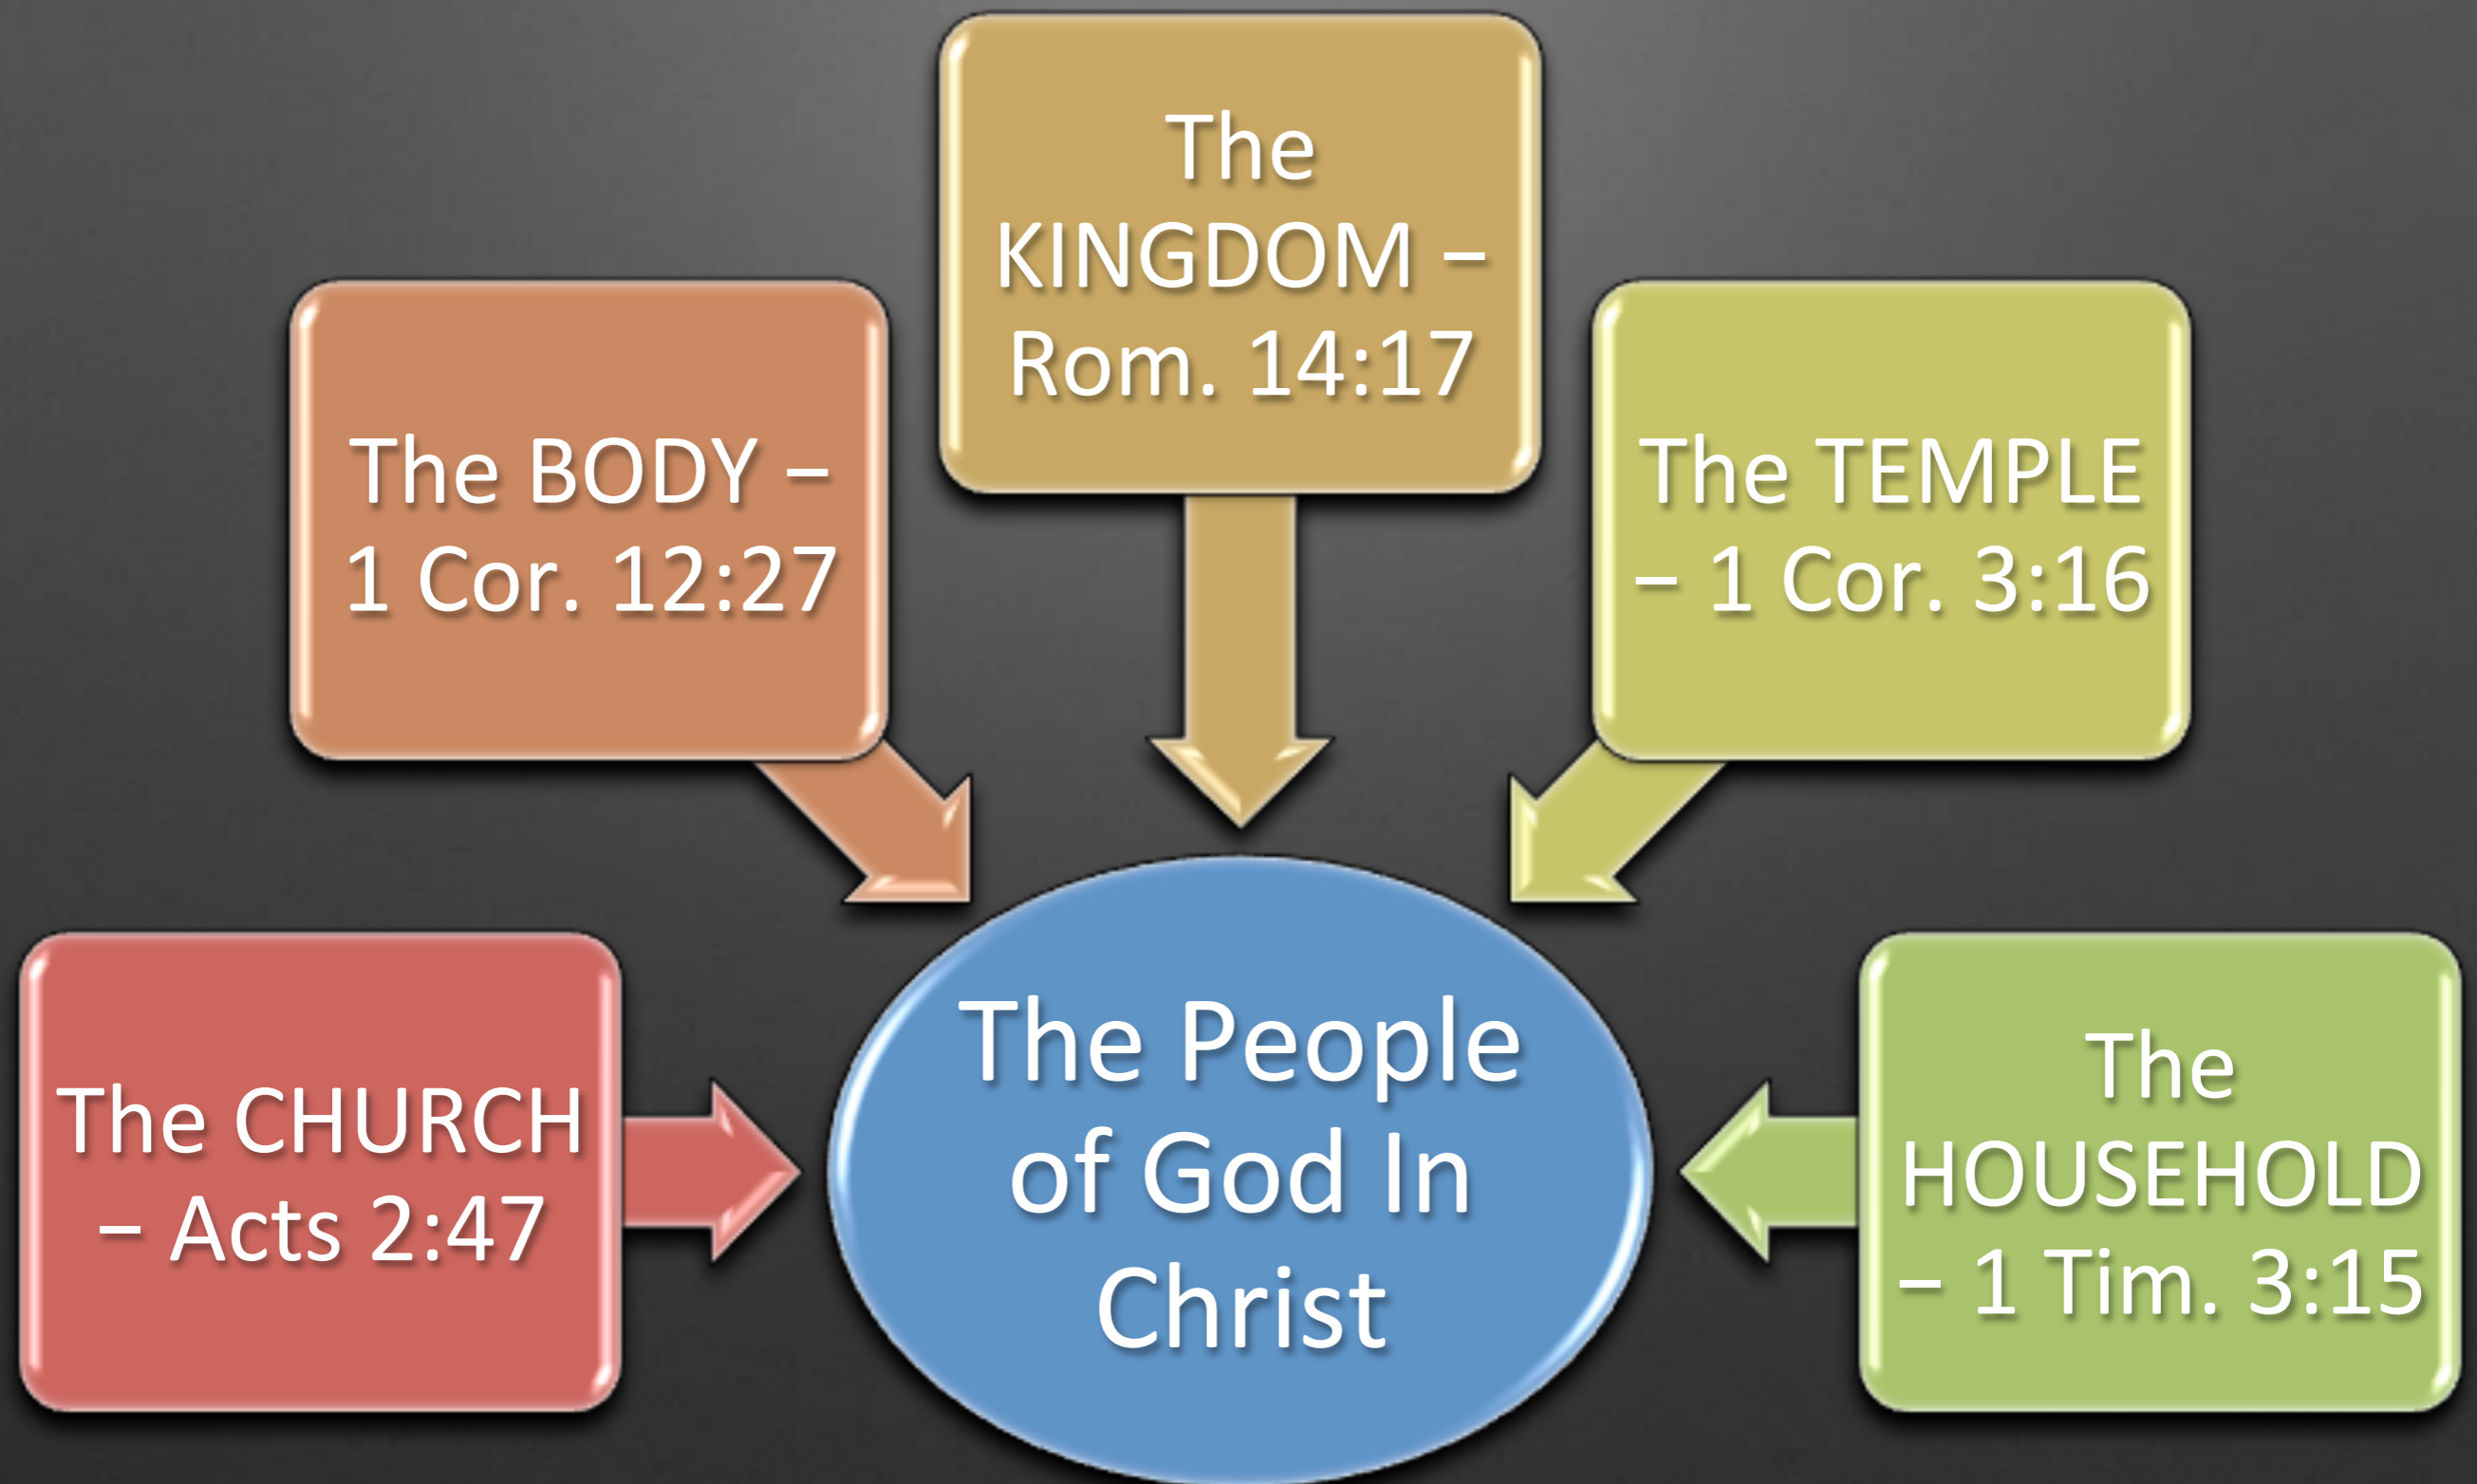 The
KINGDOM –
Rom. 14:17
The BODY –
1 Cor. 12:27
The TEMPLE
– 1 Cor. 3:16
The CHURCH
– Acts 2:47
The People
of God In
Christ
The
HOUSEHOLD
– 1 Tim. 3:15